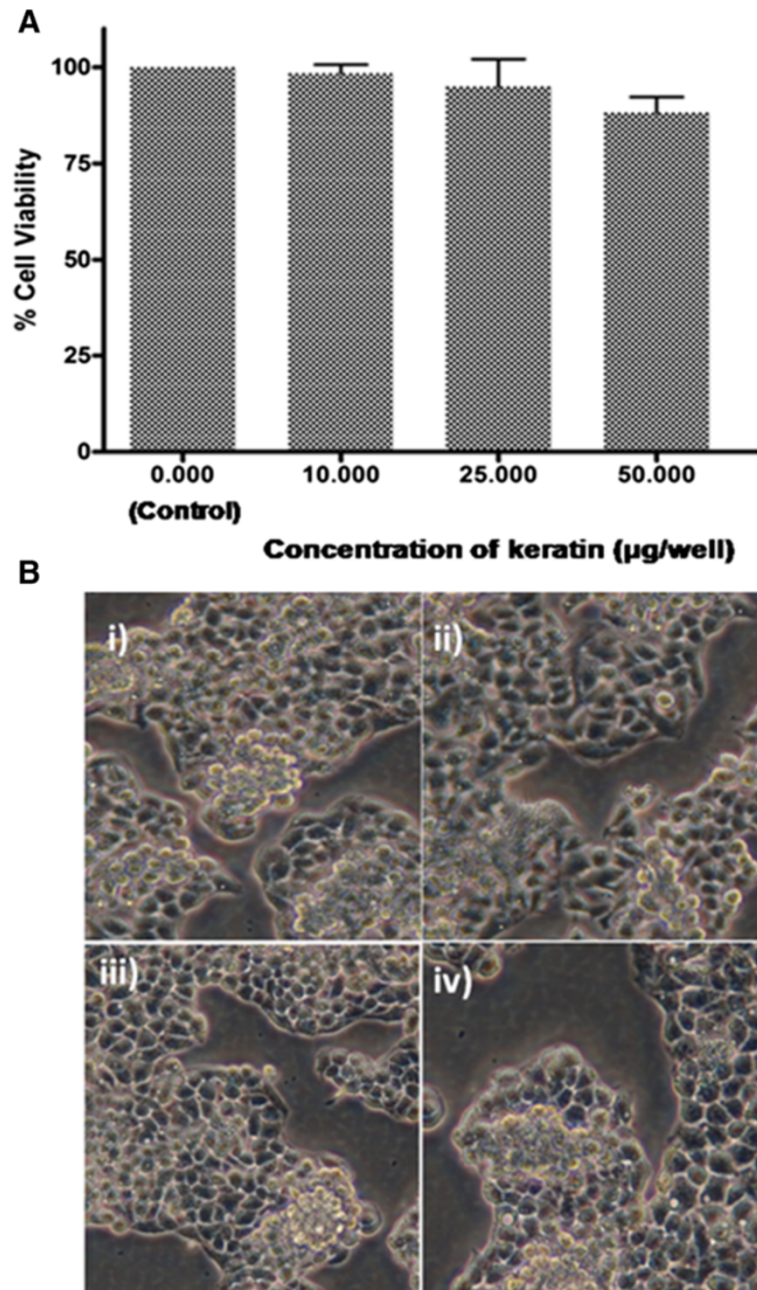 A
% Cell Viability
100
75
50
25
0
0.000
10.000
25.000
50.000
(Control)
Concentration of keratin (µg/well)
B
i)
ii)
iii)
iv)